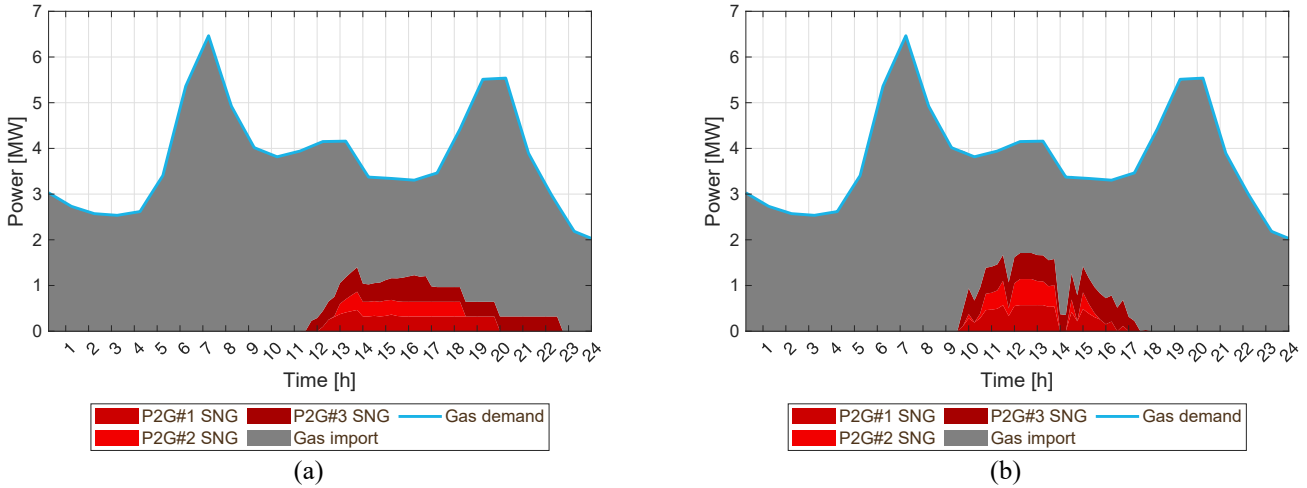 7
6
5
4
3
2
1
0
Power [MW]
1 2 3 4 5 6 7 8 9 10 11 12 13 14 15 16 17 18 19 20 21 22 23 24
Time [h]
P2G#1 SNG P2G#3 SNG Gas demand
P2G#2 SNG Gas import
(a)
7
6
5
4
3
2
1
0
Power [MW]
1 2 3 4 5 6 7 8 9 10 11 12 13 14 15 16 17 18 19 20 21 22 23 24
Time [h]
P2G#1 SNG P2G#3 SNG Gas demand
P2G#2 SNG Gas import
(b)